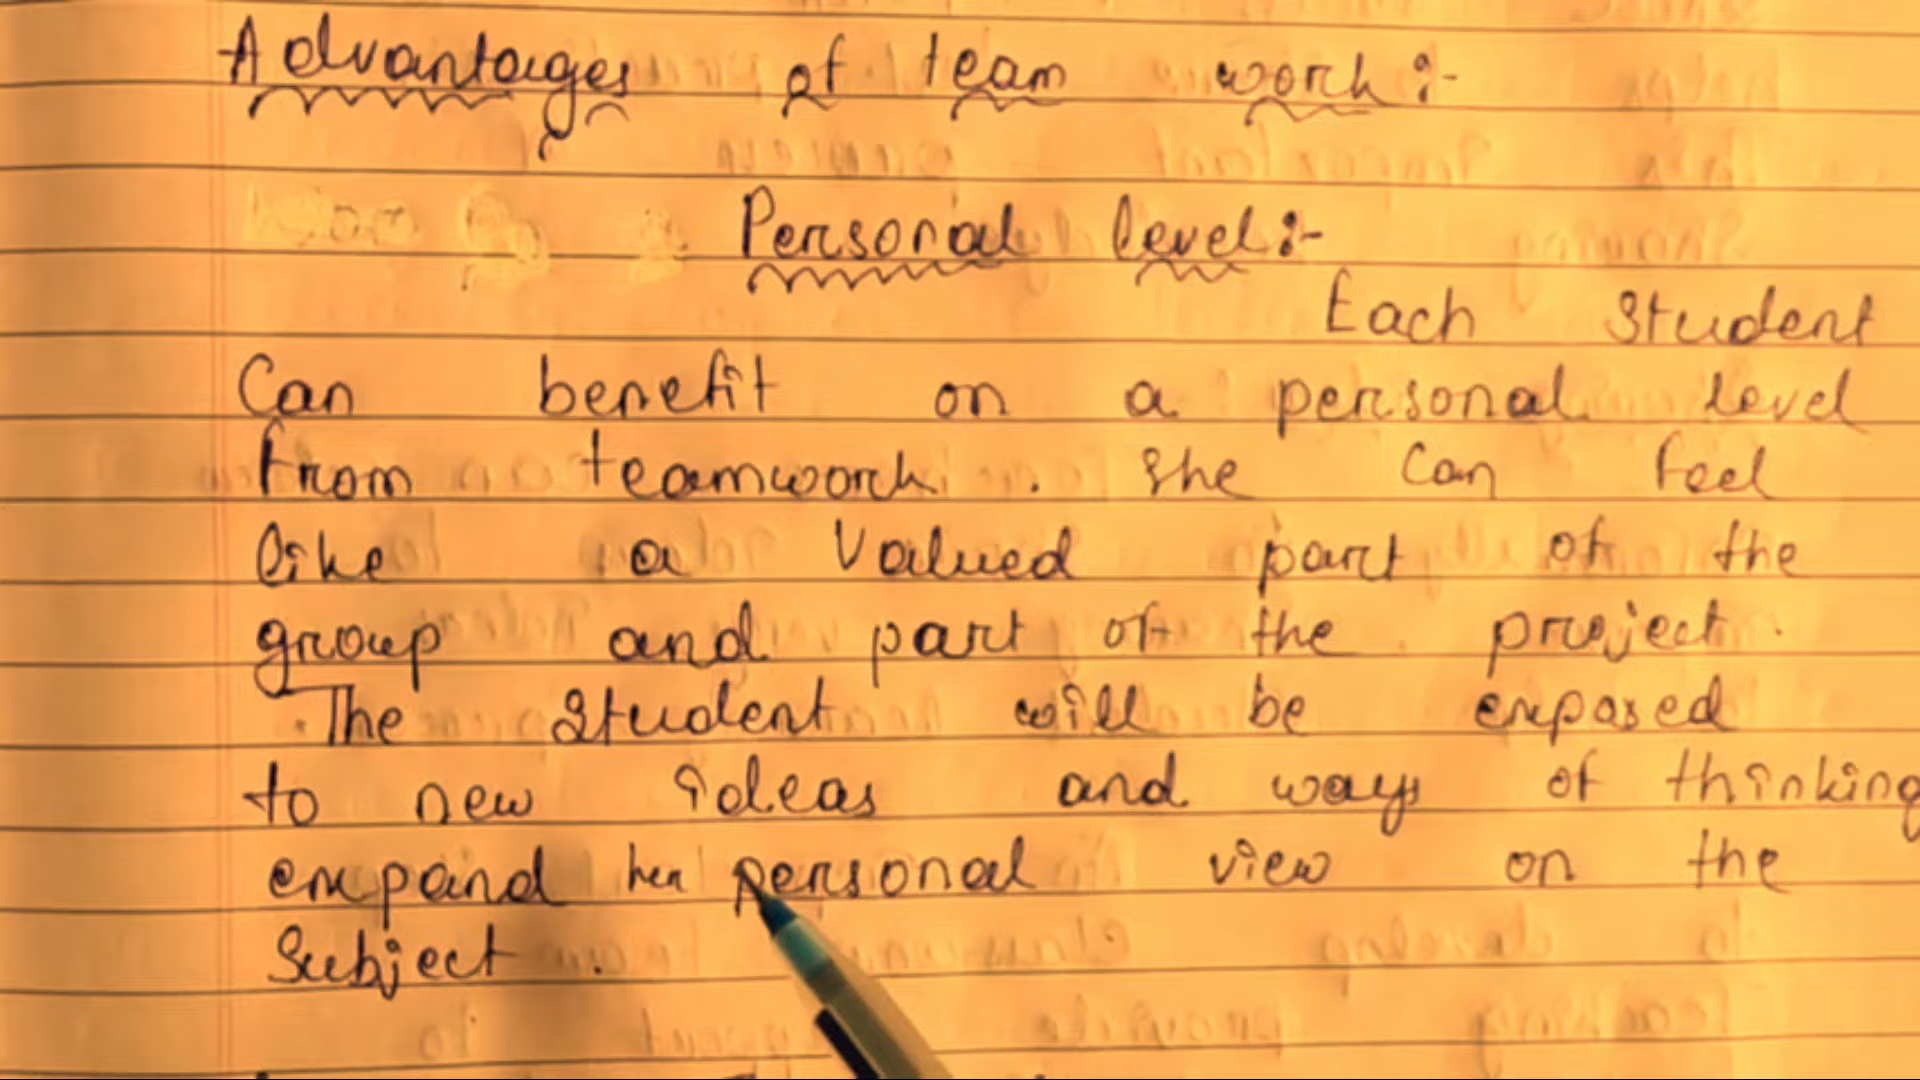 Advantages of team work :-
Personal level :-
Each Student
Can benefit on a personal level
from teamwork . She can feel
like a valued part of the
group and part of the project .
The Student will be exposed
to new ideas and ways of thinking
expand her personal view on the
Subject .